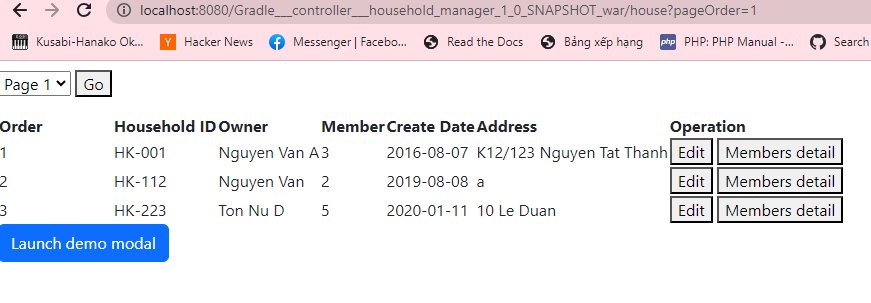 localhost:8080/Gradle___controller___household_manager_1_0_SNAPSHOT_war/house?pageOrder=1
Kusabi-Hanako Ok... Hacker News Messenger | Faceboo... Read the Docs Bảng xếp hạng php PHP: PHP Manual -... Search
Page 1 Go
Order Household ID Owner Member Create Date Address Operation
1 HK-001 Nguyen Van A 3 2016-08-07 K12/123 Nguyen Tat Thanh Edit Members detail
2 HK-112 Nguyen Van 2 2019-08-08 a Edit Members detail
3 HK-223 Ton Nu D 5 2020-01-11 10 Le Duan Edit Members detail
Launch demo modal